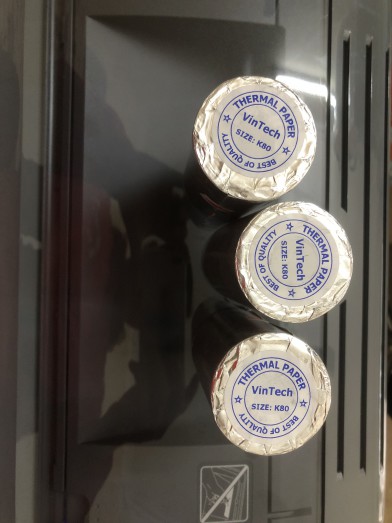 THERMAL PAPER
VinTech
SIZE: K80
BEST OF QUALITY
THERMAL PAPER
VinTech
SIZE: K80
BEST OF QUALITY
THERMAL PAPER
VinTech
SIZE: K80
BEST OF QUALITY